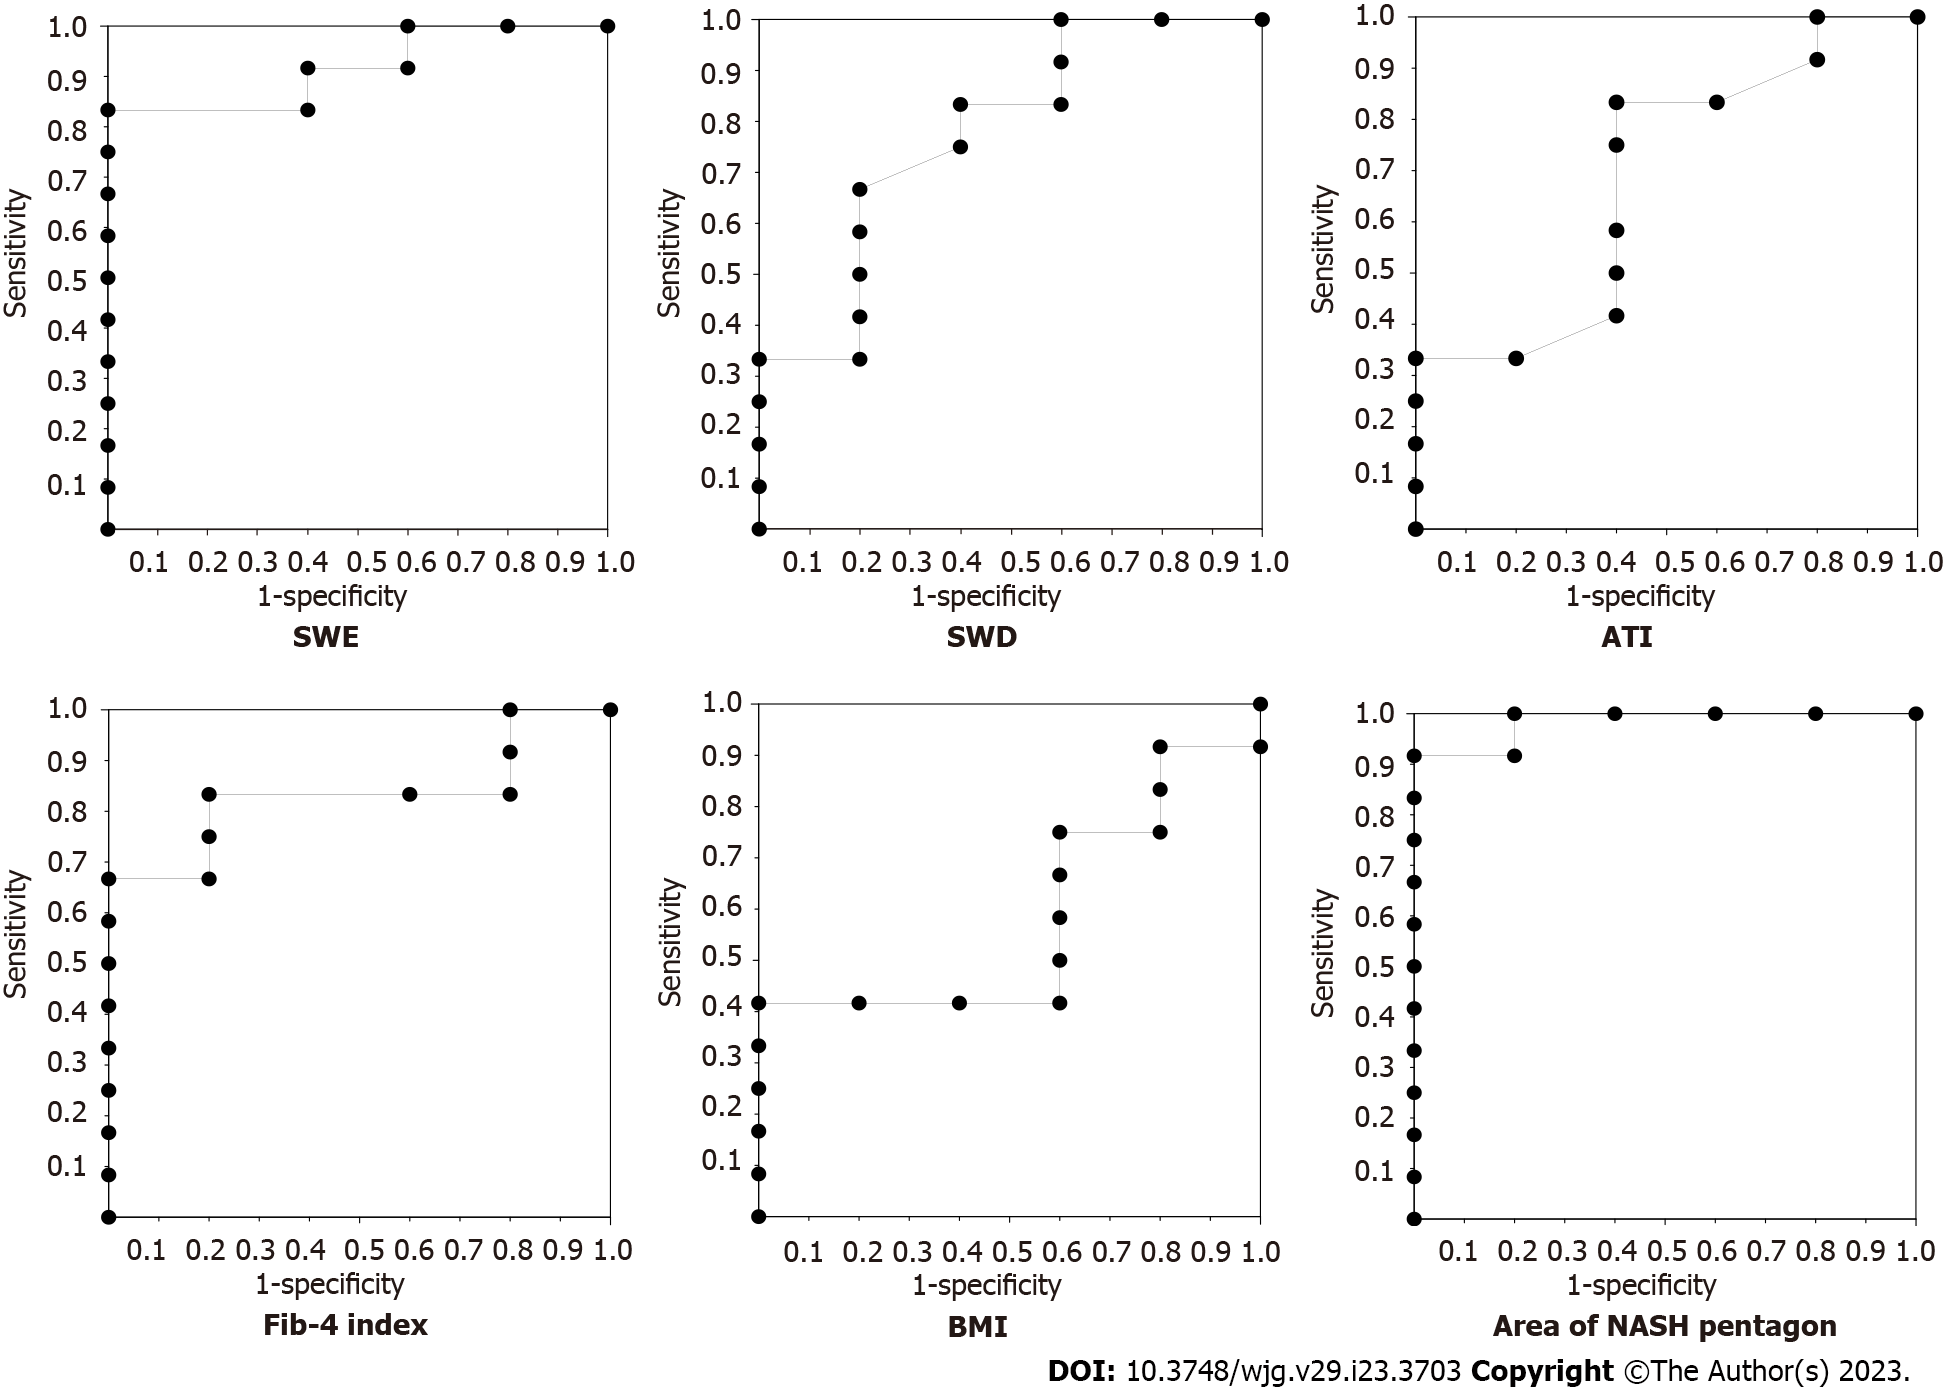 1.0
0.9
0.8
0.7
0.6
0.5
0.4
0.3
0.2
0.1
Sensitivity
0.1 0.2 0.3 0.4 0.5 0.6 0.7 0.8 0.9 1.0
1-specificity
SWE
1.0
0.9
0.8
0.7
0.6
0.5
0.4
0.3
0.2
0.1
Sensitivity
0.1 0.2 0.3 0.4 0.5 0.6 0.7 0.8 0.9 1.0
1-specificity
SWD
1.0
0.9
0.8
0.7
0.6
0.5
0.4
0.3
0.2
0.1
Sensitivity
0.1 0.2 0.3 0.4 0.5 0.6 0.7 0.8 0.9 1.0
1-specificity
ATI
1.0
0.9
0.8
0.7
0.6
0.5
0.4
0.3
0.2
0.1
Sensitivity
0.1 0.2 0.3 0.4 0.5 0.6 0.7 0.8 0.9 1.0
1-specificity
Fib-4 index
1.0
0.9
0.8
0.7
0.6
0.5
0.4
0.3
0.2
0.1
Sensitivity
0.1 0.2 0.3 0.4 0.5 0.6 0.7 0.8 0.9 1.0
1-specificity
BMI
1.0
0.9
0.8
0.7
0.6
0.5
0.4
0.3
0.2
0.1
Sensitivity
0.1 0.2 0.3 0.4 0.5 0.6 0.7 0.8 0.9 1.0
1-specificity
Area of NASH pentagon
DOI: 10.3748/wjg.v29.i23.3703 Copyright ©The Author(s) 2023.